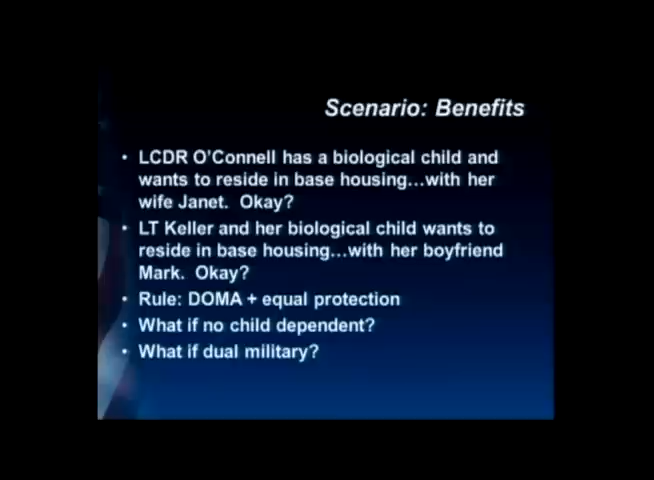 Scenario: Benefits
• LCDR O'Connell has a biological child and
wants to reside in base housing...with her
wife Janet.  Okay?
• LT Keller and her biological child wants to
reside in base housing...with her boyfriend
Mark.  Okay?
• Rule: DOMA + equal protection
• What if no child dependent?
• What if dual military?